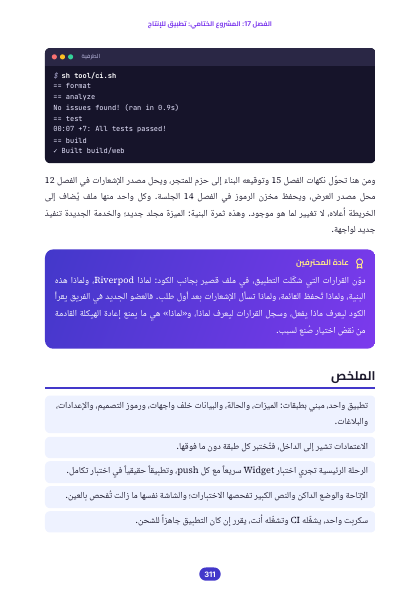 الفصل 17: المشروع الختامي: تطبيق للإنتاج
الطرفية
$ sh tool/ci.sh
== format
== analyze
No issues found! (ran in 0.9s)
== test
00:07 +7: All tests passed!
== build
✓ Built build/web
ومن هنا تحوّل نكهات الفصل 15 وتوقيعه البناء إلى حزم للمتجر، ويحل مصدر الإشعارات في الفصل 12
محل مصدر العرض، ويحفظ مخزن الرموز في الفصل 14 الجلسة. وكل واحد منها ملف يُضاف إلى
الخريطة أعلاه، لا تغيير لما هو موجود. وهذه ثمرة البنية: الميزة مجلد جديد؛ والخدمة الجديدة تنفيذ
جديد لواجهة.
عادة المحترفين
دوّن القرارات التي شكّلت التطبيق، في ملف قصير بجانب الكود: لماذا Riverpod، ولماذا هذه
البنية، ولماذا تُحفظ القائمة، ولماذا تسأل الإشعارات بعد أول طلب. فالعضو الجديد في الفريق يقرأ
الكود ليعرف ماذا يفعل، وسجل القرارات ليعرف لماذا، و«لماذا» هي ما يمنع إعادة الهيكلة القادمة
من نقض اختيار صُنع لسبب.
الملخص
تطبيق واحد، مبني بطبقات: الميزات، والحالة، والبيانات خلف واجهات، ورموز التصميم، والإعدادات،
والبلاغات.
الاعتمادات تشير إلى الداخل، فتُختبر كل طبقة دون ما فوقها.
الرحلة الرئيسية تجري اختبار Widget سريعاً مع كل push، وتطبيقاً حقيقياً في اختبار تكامل.
الإتاحة والوضع الداكن والنص الكبير تفحصها الاختبارات؛ والشاشة نفسها ما زالت تُفحص بالعين.
سكربت واحد، يشغّله CI وتشغّله أنت، يقرر إن كان التطبيق جاهزاً للشحن.
311